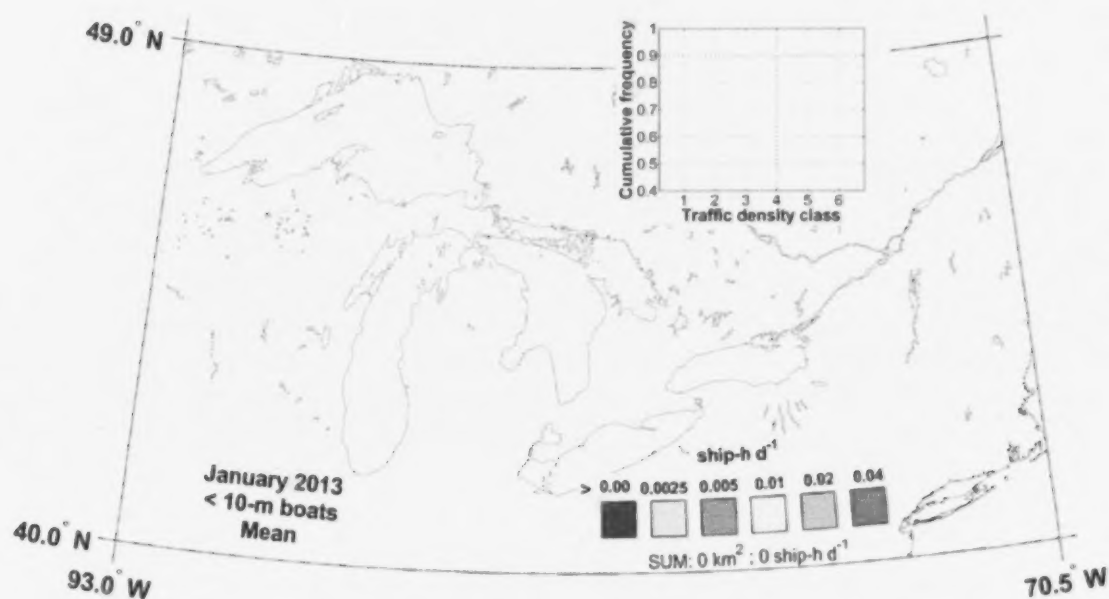 49.0° N
Cumulative frequency
1
0.9
0.8
0.7
0.6
0.5
0.4
1 2 3 4 5 6
Traffic density class
January 2013
< 10-m boats
Mean
ship-h d⁻¹
> 0.00 0.0025 0.005 0.01 0.02 0.04
SUM: 0 km² ; 0 ship-h d⁻¹
40.0° N
93.0° W
70.5° W